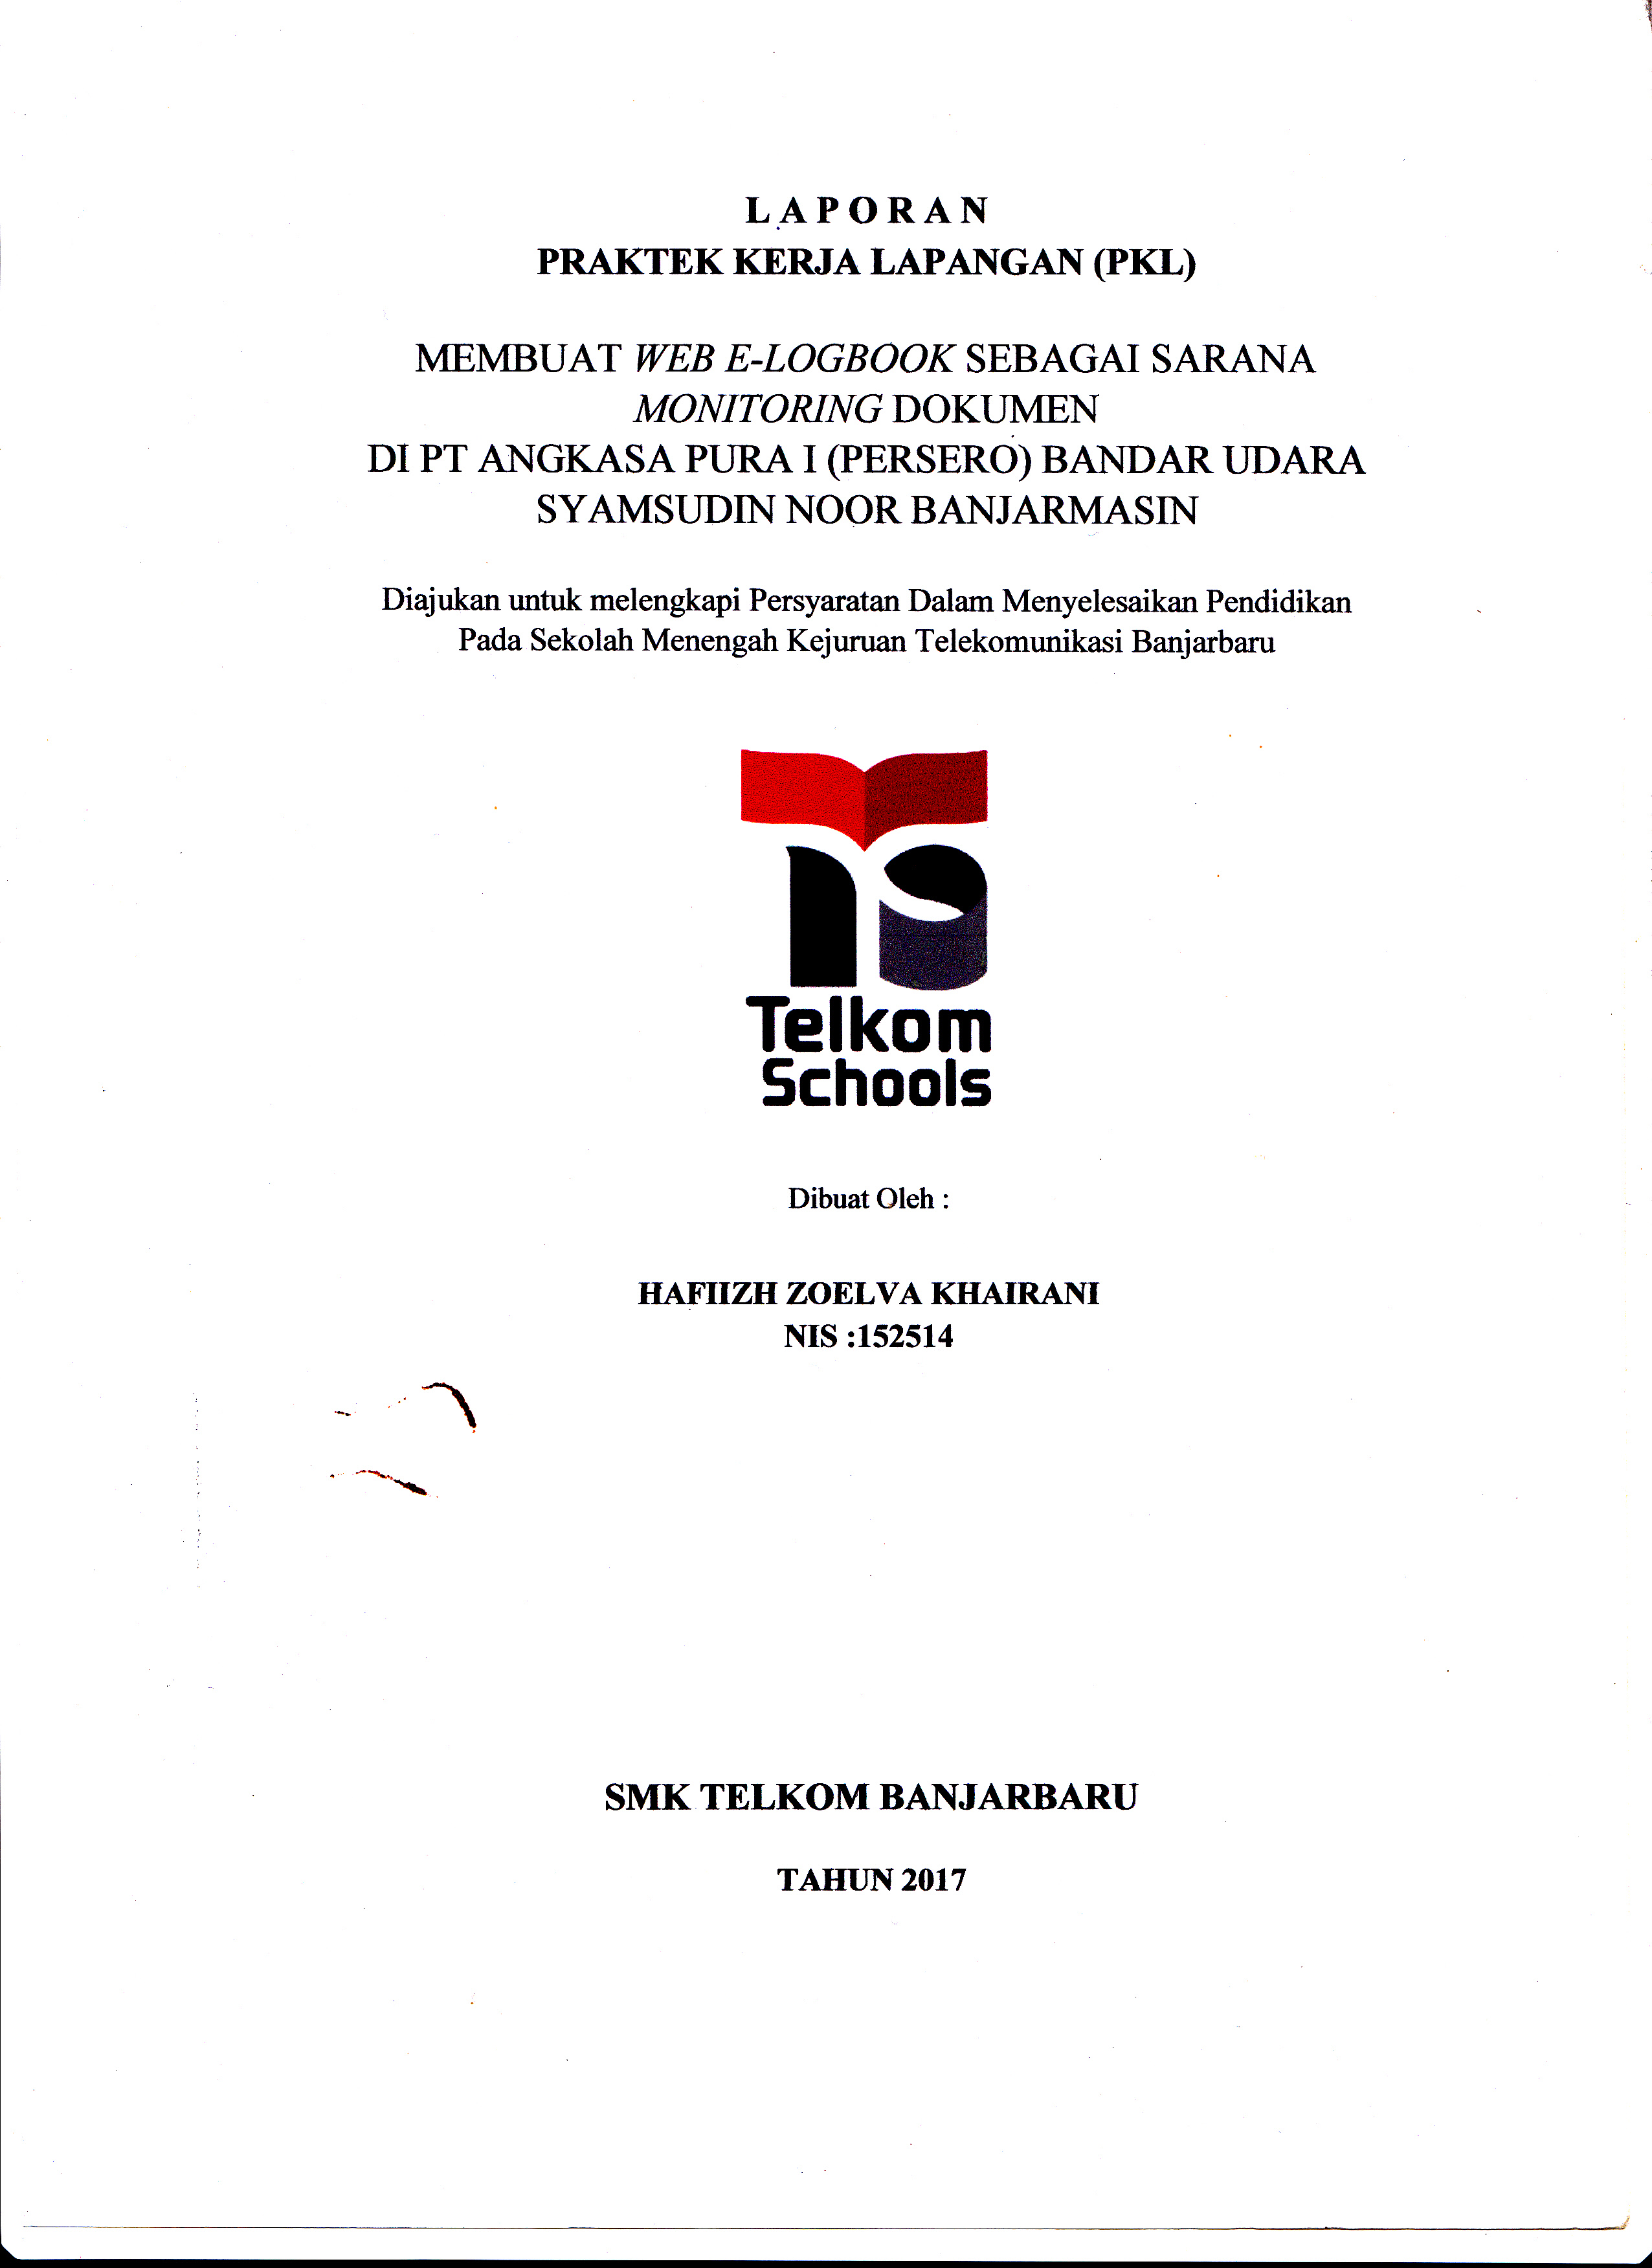 LAPORAN
PRAKTEK KERJA LAPANGAN (PKL)
MEMBUAT WEB E-LOGBOOK SEBAGAI SARANA
MONITORING DOKUMEN
DI PT ANGKASA PURA I (PERSERO) BANDAR UDARA
SYAMSUDIN NOOR BANJARMASIN
Diajukan untuk melengkapi Persyaratan Dalam Menyelesaikan Pendidikan
Pada Sekolah Menengah Kejuruan Telekomunikasi Banjarbaru
Telkom
Schools
Dibuat Oleh :
HAFIIZH ZOELVA KHAIRANI
NIS :152514
SMK TELKOM BANJARBARU
TAHUN 2017